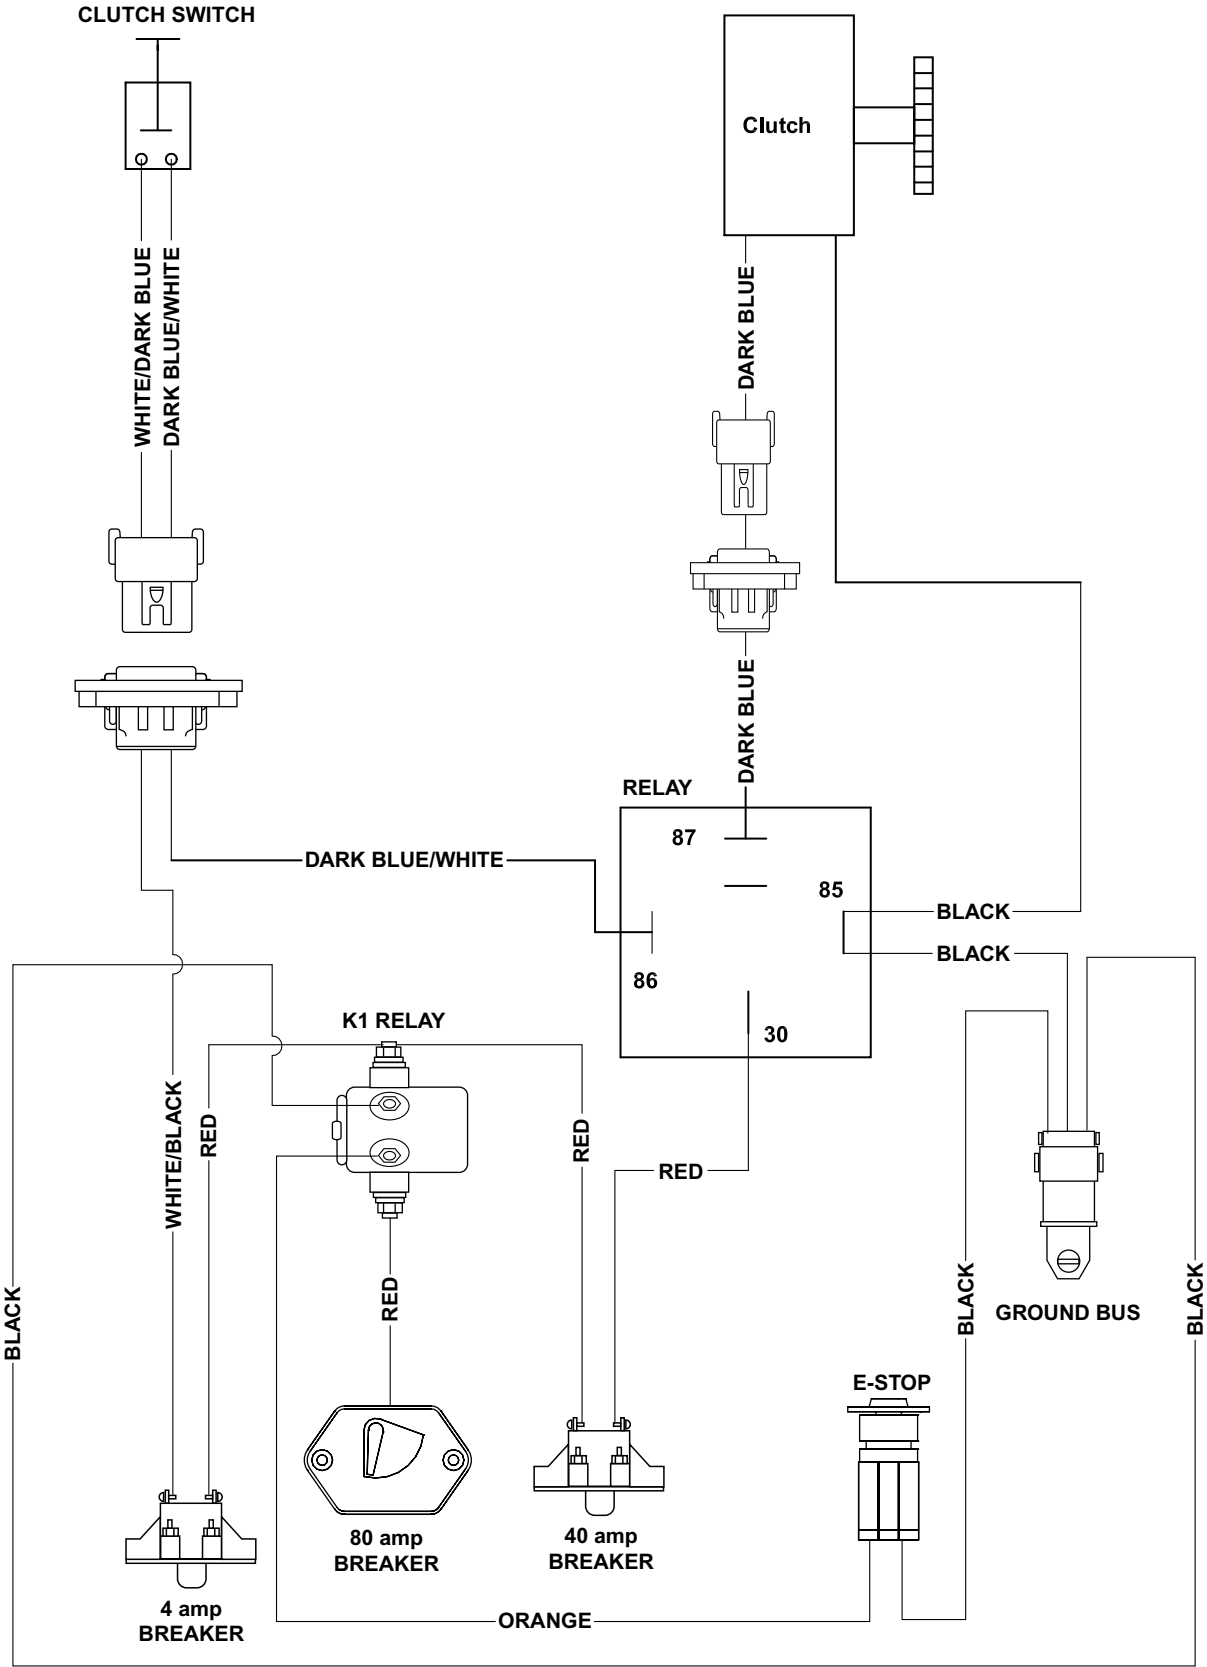 CLUTCH SWITCH
Clutch
WHITE/DARK BLUE
DARK BLUE/WHITE
DARK BLUE
DARK BLUE
RELAY
87
DARK BLUE/WHITE
85
BLACK
BLACK
86
K1 RELAY
30
WHITE/BLACK
RED
RED
RED
RED
BLACK
BLACK
BLACK
GROUND BUS
E-STOP
80 amp
BREAKER
40 amp
BREAKER
4 amp
BREAKER
ORANGE